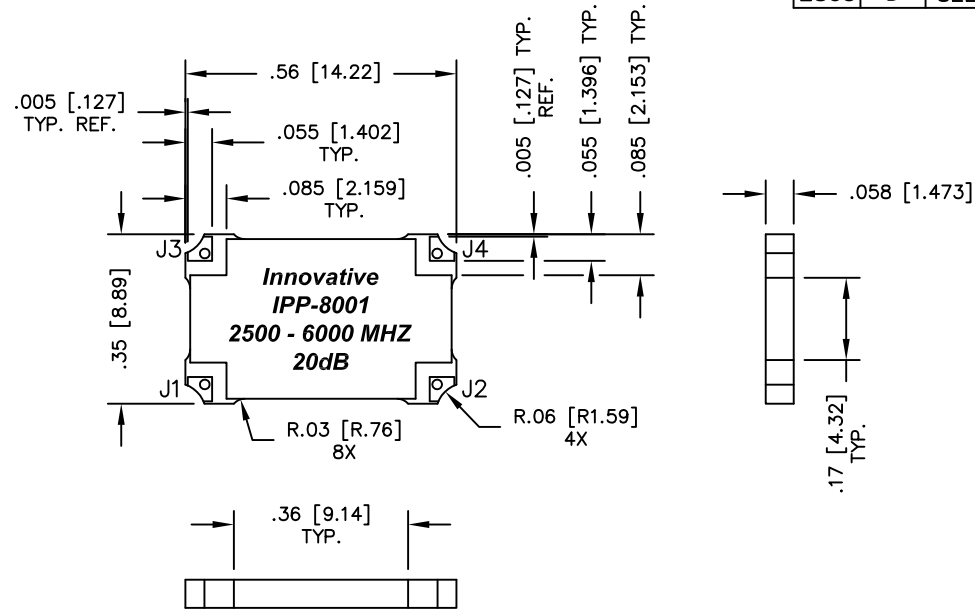 .56 [14.22]
.005 [.127]
TYP. REF.
.055 [1.402]
TYP.
.085 [2.159]
TYP.
.005 [.127] TYP.
REF.
.055 [1.396] TYP.
.085 [2.153] TYP.
.058 [1.473]
J3
J4
.35 [8.89]
Innovative
IPP-8001
2500 - 6000 MHZ
20dB
J1
J2
R.03 [R.76]
8X
R.06 [R1.59]
4X
.17 [4.32]
TYP.
.36 [9.14]
TYP.